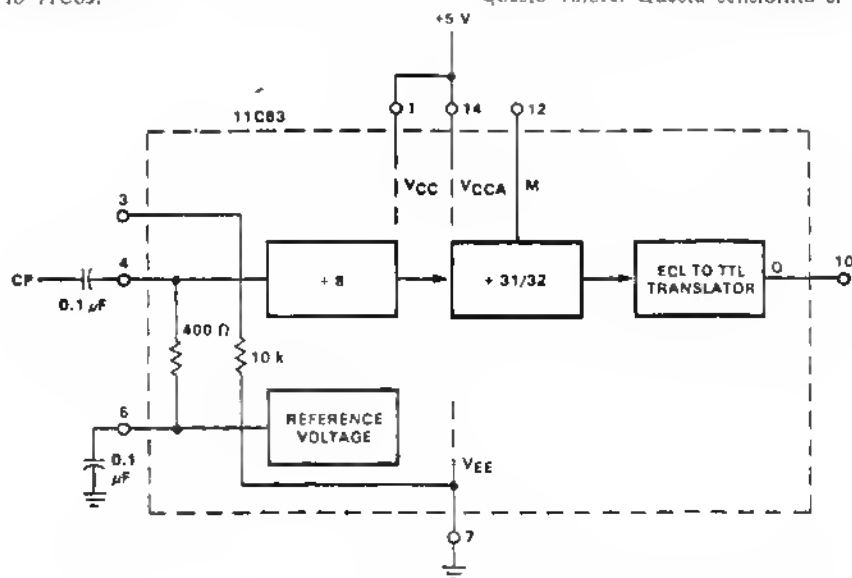 +5 V
1
14
12
11C83
VCC
VCCA
M
3
4
CP
0.1 µF
+ 8
+ 31/32
ECL TO TTL
TRANSLATOR
Q
10
400 Ω
10 k
6
0.1
µF
REFERENCE
VOLTAGE
VEE
7